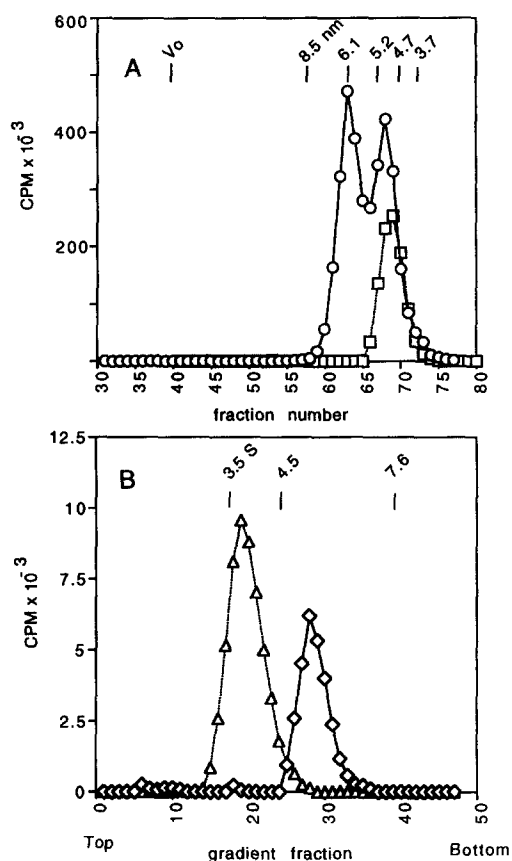 600
A
Vo
8.5 nm
6.1
5.2
4.7
3.7
400
CPM x 10⁻³
200
30 35 40 45 50 55 60 65 70 75 80
fraction number
12.5
B
3.5 S
4.5
7.6
10
7.5
CPM x 10⁻³
5
2.5
0
0 10 20 30 40 50
Top
gradient fraction
Bottom